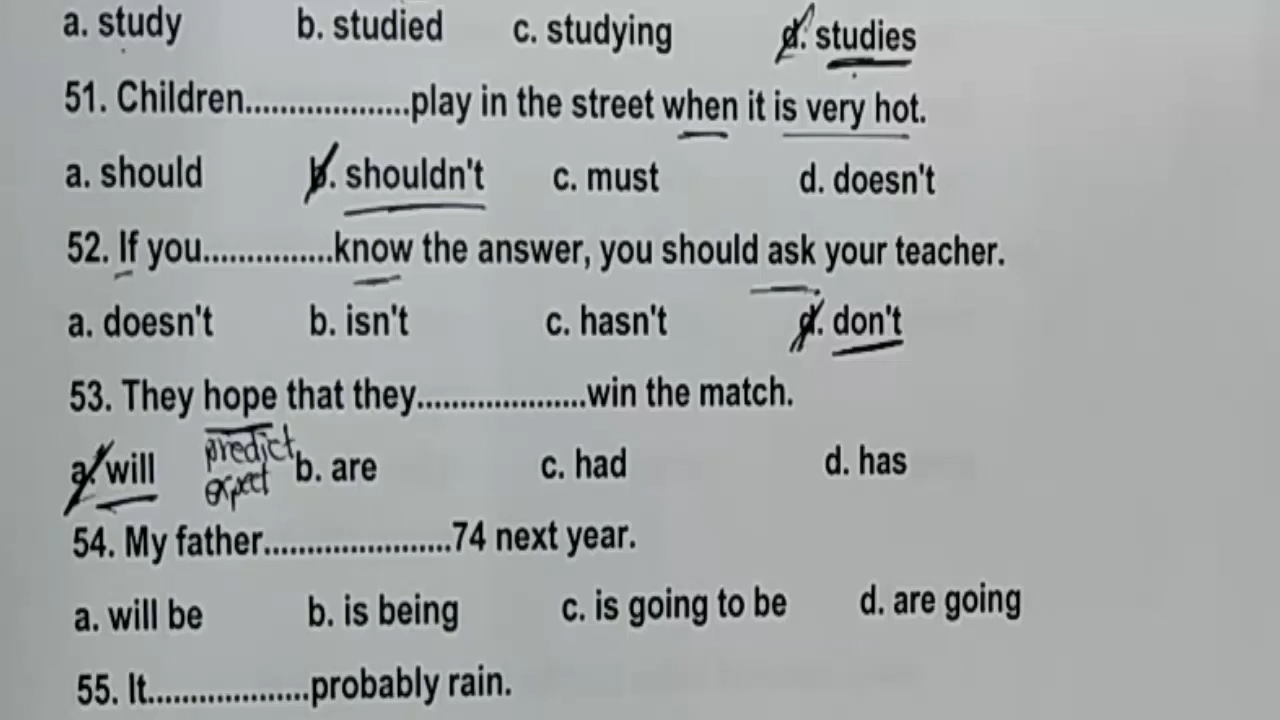 a. study b. studied c. studying d. studies
51. Children...................play in the street when it is very hot.
a. should b. shouldn't c. must d. doesn't
52. If you...............know the answer, you should ask your teacher.
a. doesn't b. isn't c. hasn't d. don't
53. They hope that they....................win the match.
predict
a. will b. are c. had d. has
expect
54. My father......................74 next year.
a. will be b. is being c. is going to be d. are going
55. It...................probably rain.